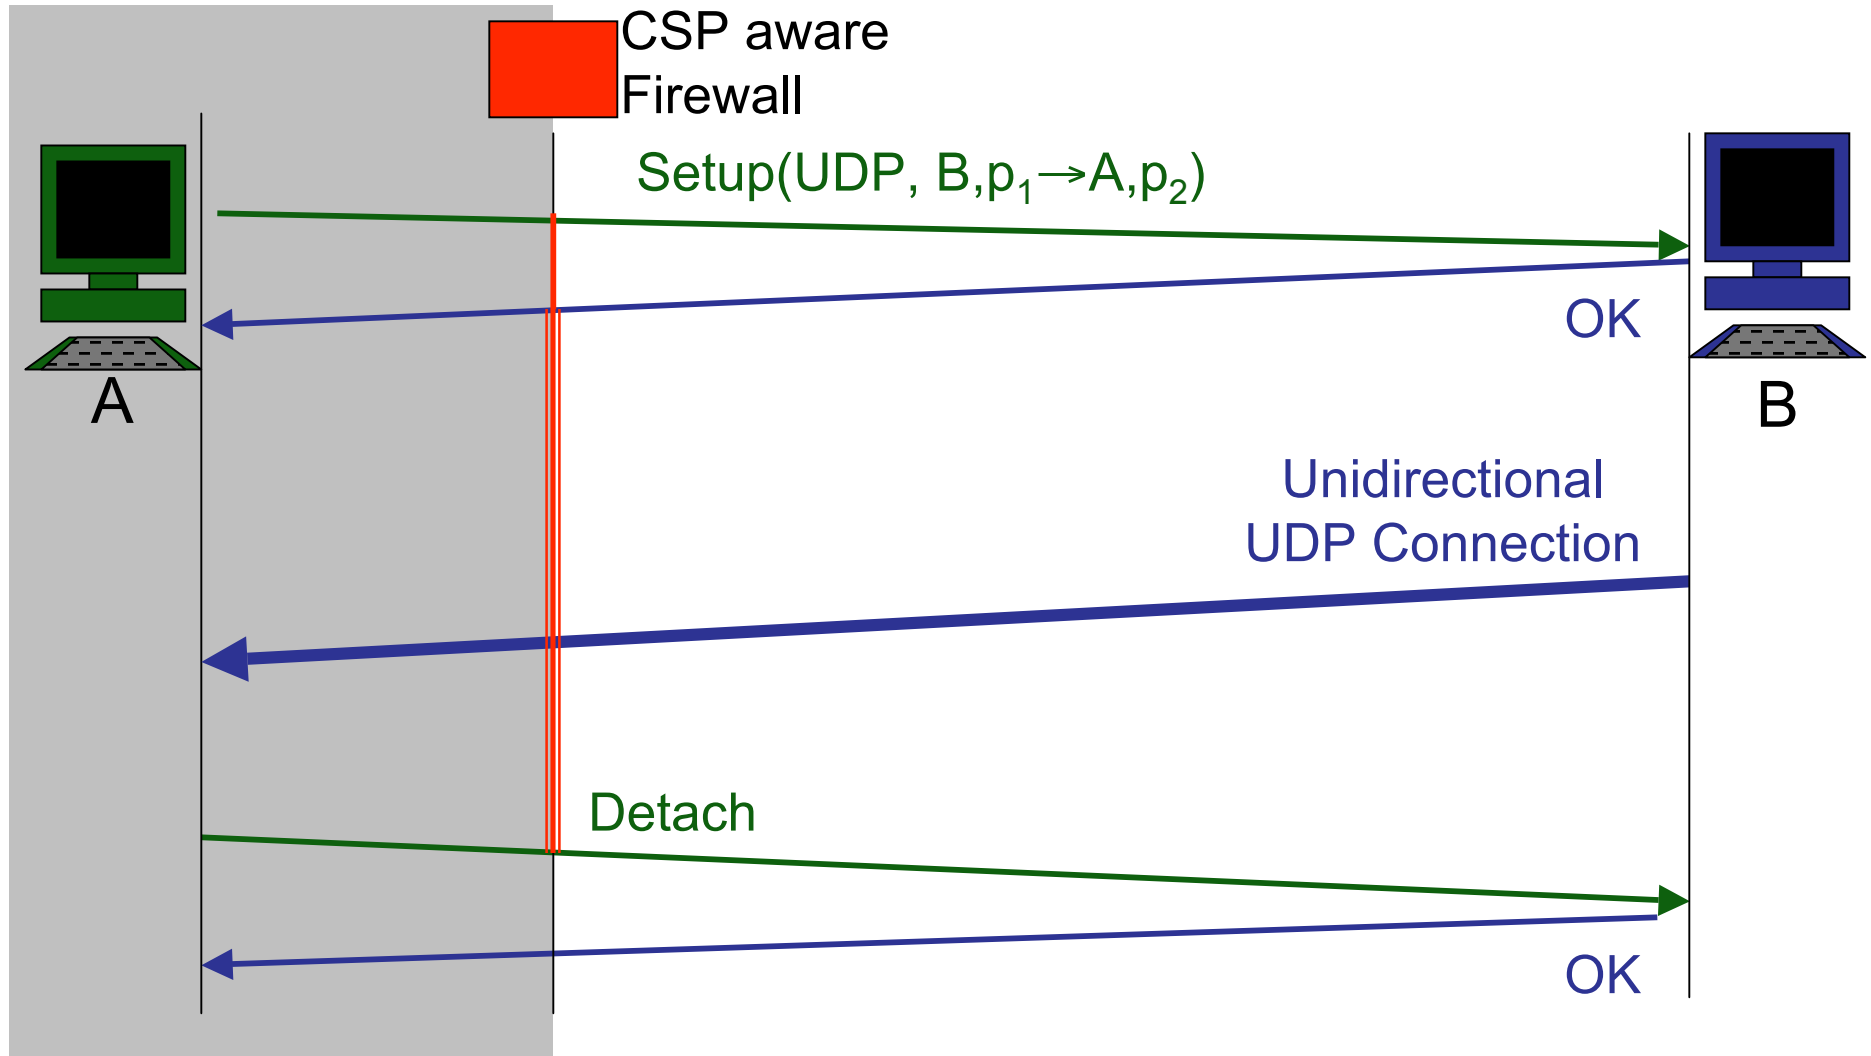 CSP aware
Firewall
Setup(UDP, B,p₁→A,p₂)
OK
A
B
Unidirectional
UDP Connection
Detach
OK